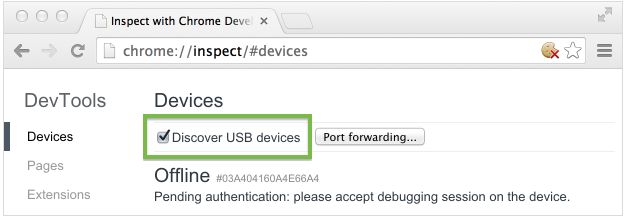 Inspect with Chrome Devel
chrome://inspect/#devices
DevTools
Devices
Devices
Discover USB devices
Port forwarding...
Pages
Offline #03A404160A4E66A4
Pending authentication: please accept debugging session on the device.
Extensions